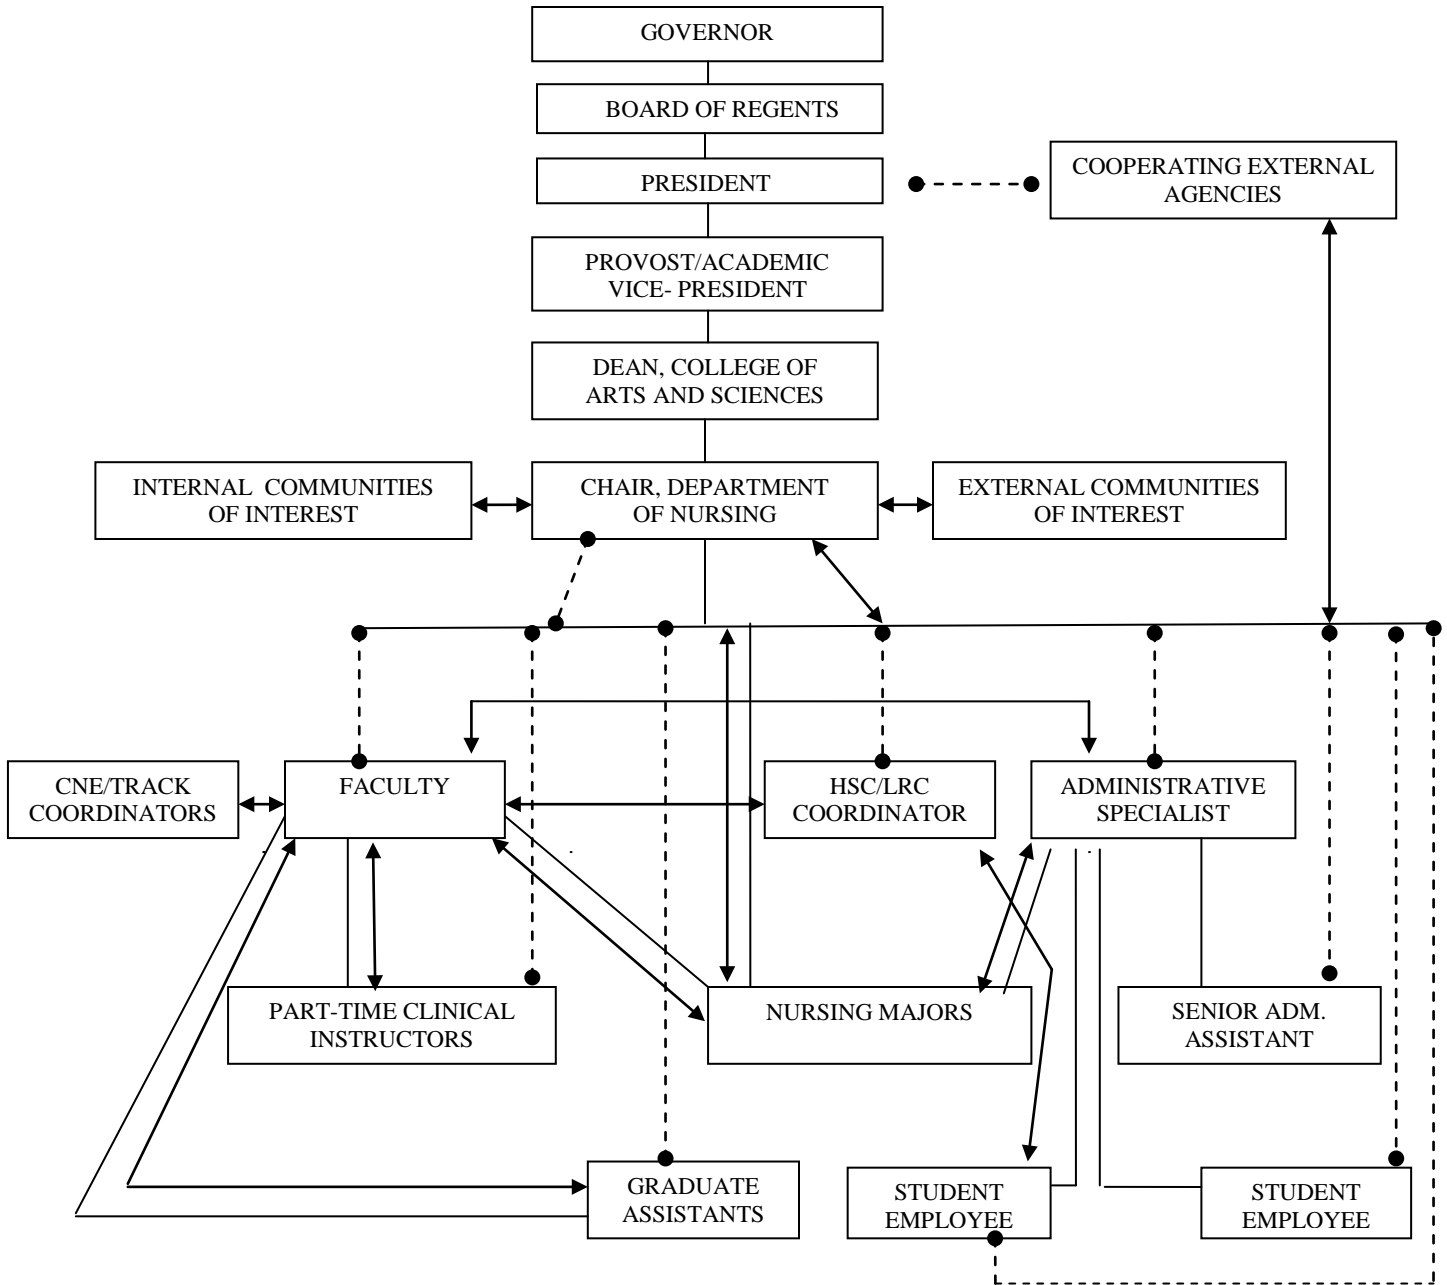 GOVERNOR
BOARD OF REGENTS
PRESIDENT
COOPERATING EXTERNAL
AGENCIES
PROVOST/ACADEMIC
VICE- PRESIDENT
DEAN, COLLEGE OF
ARTS AND SCIENCES
INTERNAL COMMUNITIES
OF INTEREST
CHAIR, DEPARTMENT
OF NURSING
EXTERNAL COMMUNITIES
OF INTEREST
CNE/TRACK
COORDINATORS
FACULTY
HSC/LRC
COORDINATOR
ADMINISTRATIVE
SPECIALIST
PART-TIME CLINICAL
INSTRUCTORS
NURSING MAJORS
SENIOR ADM.
ASSISTANT
GRADUATE
ASSISTANTS
STUDENT
EMPLOYEE
STUDENT
EMPLOYEE